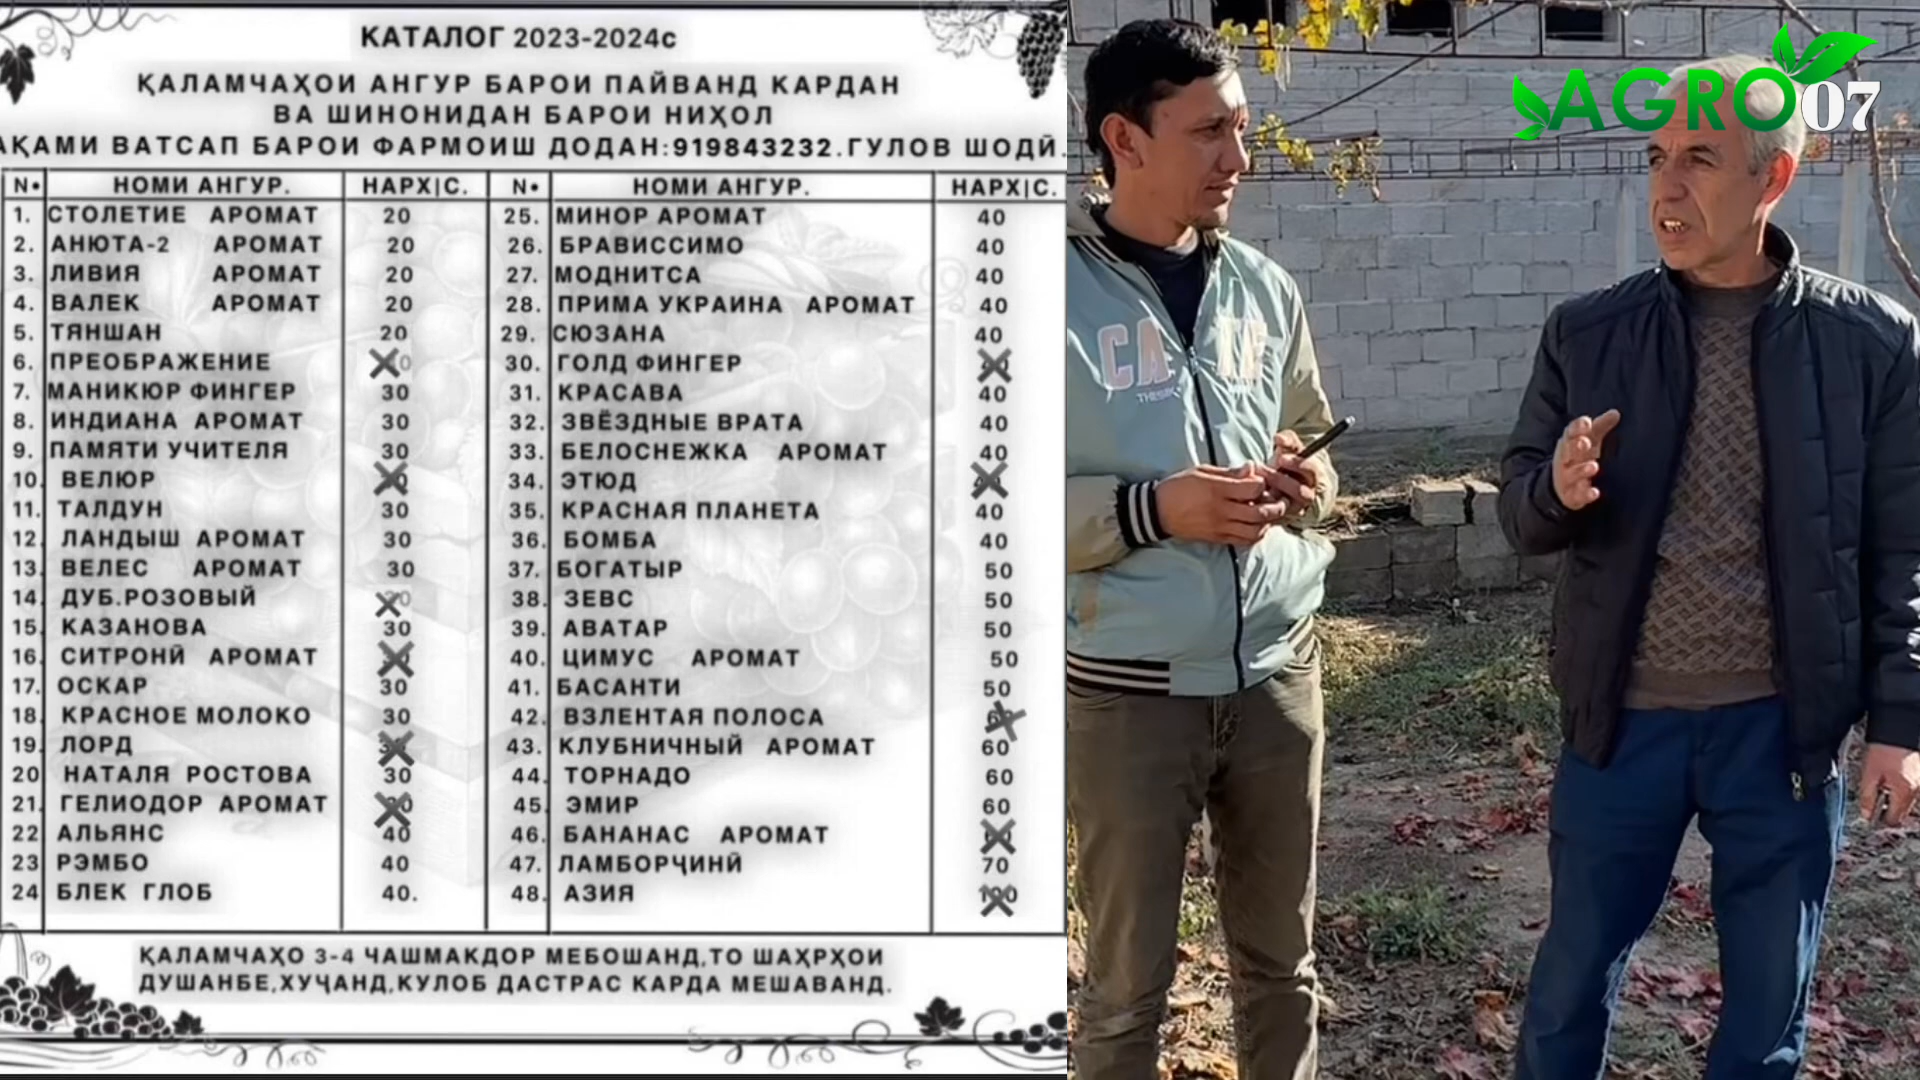 КАТАЛОГ 2023-2024с
ҚАЛАМЧАҲОИ АНГУР БАРОИ ПАЙВАНД КАРДАН
ВА ШИНОНИДАН БАРОИ НИҲОЛ
АҚАМИ ВАТСАП БАРОИ ФАРМОИШ ДОДАН:919843232.ГУЛОВ ШОДӢ.
N• НОМИ АНГУР. НАРХ|С. N• НОМИ АНГУР. НАРХ|С.
1. СТОЛЕТИЕ АРОМАТ 20 25. МИНОР АРОМАТ 40
2. АНЮТА-2 АРОМАТ 20 26. БРАВИССИМО 40
3. ЛИВИЯ АРОМАТ 20 27. МОДНИТСА 40
4. ВАЛЕК АРОМАТ 20 28. ПРИМА УКРАИНА АРОМАТ 40
5. ТЯНШАН 20 29. СЮЗАНА 40
6. ПРЕОБРАЖЕНИЕ 30. ГОЛД ФИНГЕР
7. МАНИКЮР ФИНГЕР 30 31. КРАСАВА 40
8. ИНДИАНА АРОМАТ 30 32. ЗВЁЗДНЫЕ ВРАТА 40
9. ПАМЯТИ УЧИТЕЛЯ 30 33. БЕЛОСНЕЖКА АРОМАТ 40
10. ВЕЛЮР 34. ЭТЮД
11. ТАЛДУН 30 35. КРАСНАЯ ПЛАНЕТА 40
12. ЛАНДЫШ АРОМАТ 30 36. БОМБА 40
13. ВЕЛЕС АРОМАТ 30 37. БОГАТЫР 50
14. ДУБ.РОЗОВЫЙ 38. ЗЕВС 50
15. КАЗАНОВА 30 39. АВАТАР 50
16. СИТРОНӢ АРОМАТ 40. ЦИМУС АРОМАТ 50
17. ОСКАР 30 41. БАСАНТИ 50
18. КРАСНОЕ МОЛОКО 30 42. ВЗЛЕНТАЯ ПОЛОСА
19. ЛОРД 43. КЛУБНИЧНЫЙ АРОМАТ 60
20 НАТАЛЯ РОСТОВА 30 44. ТОРНАДО 60
21. ГЕЛИОДОР АРОМАТ 45. ЭМИР 60
22 АЛЬЯНС 40 46. БАНАНАС АРОМАТ
23 РЭМБО 40 47. ЛАМБОРҶИНӢ 70
24 БЛЕК ГЛОБ 40. 48. АЗИЯ
ҚАЛАМЧАҲО 3-4 ЧАШМАКДОР МЕБОШАНД,ТО ШАҲРҲОИ
ДУШАНБЕ,ХУҶАНД,КУЛОБ ДАСТРАС КАРДА МЕШАВАНД.
AGRO07